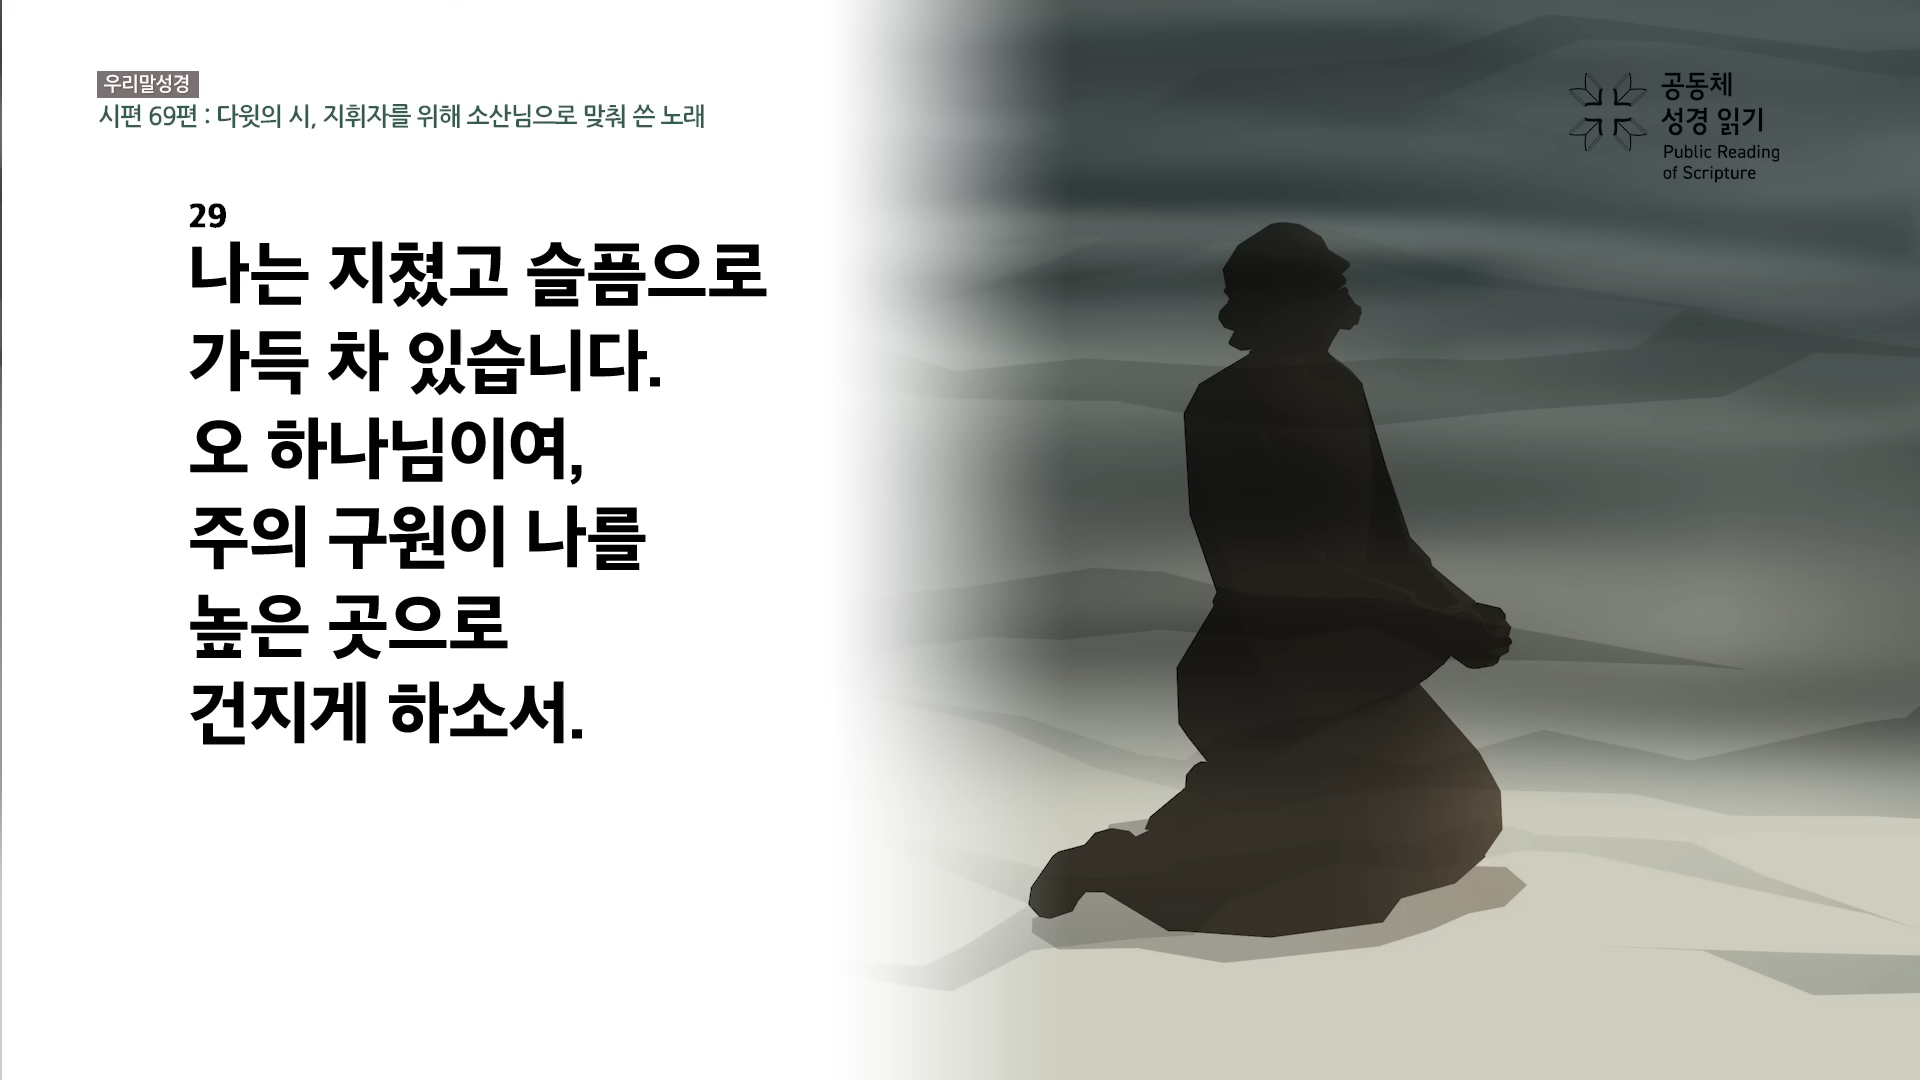 우리말성경
시편 69편 : 다윗의 시, 지휘자를 위해 소산님으로 맞춰 쓴 노래
29
나는 지쳤고 슬픔으로
가득 차 있습니다.
오 하나님이여,
주의 구원이 나를
높은 곳으로
건지게 하소서.
공동체
성경 읽기
Public Reading
of Scripture